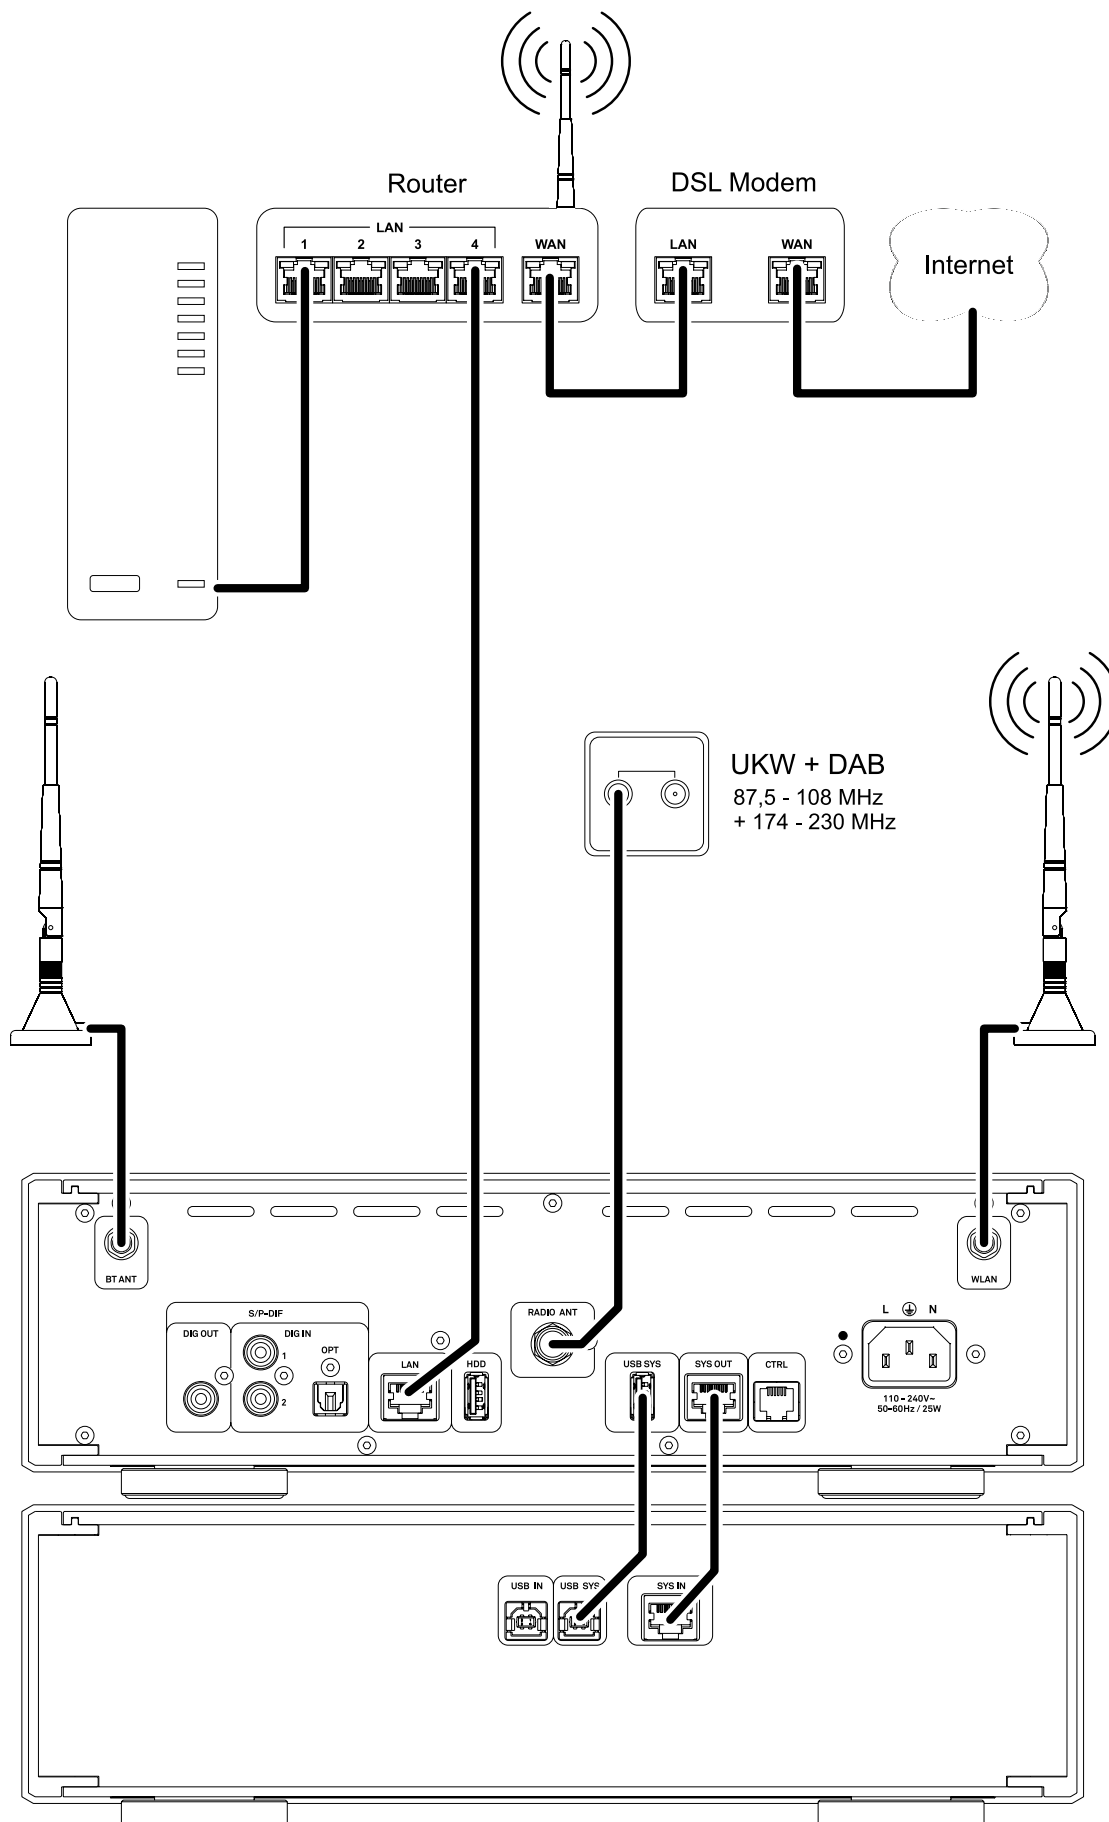 Router
DSL Modem
LAN
1 2 3 4 WAN
LAN WAN
Internet
UKW + DAB
87,5 - 108 MHz
+ 174 - 230 MHz
BT ANT
WLAN
S/P-DIF
DIG OUT
DIG IN
1
2
OPT
LAN
HDD
RADIO ANT
USB SYS
SYS OUT
CTRL
L N
110 - 240V~
50-60Hz / 25W
USB IN
USB SYS
SYS IN